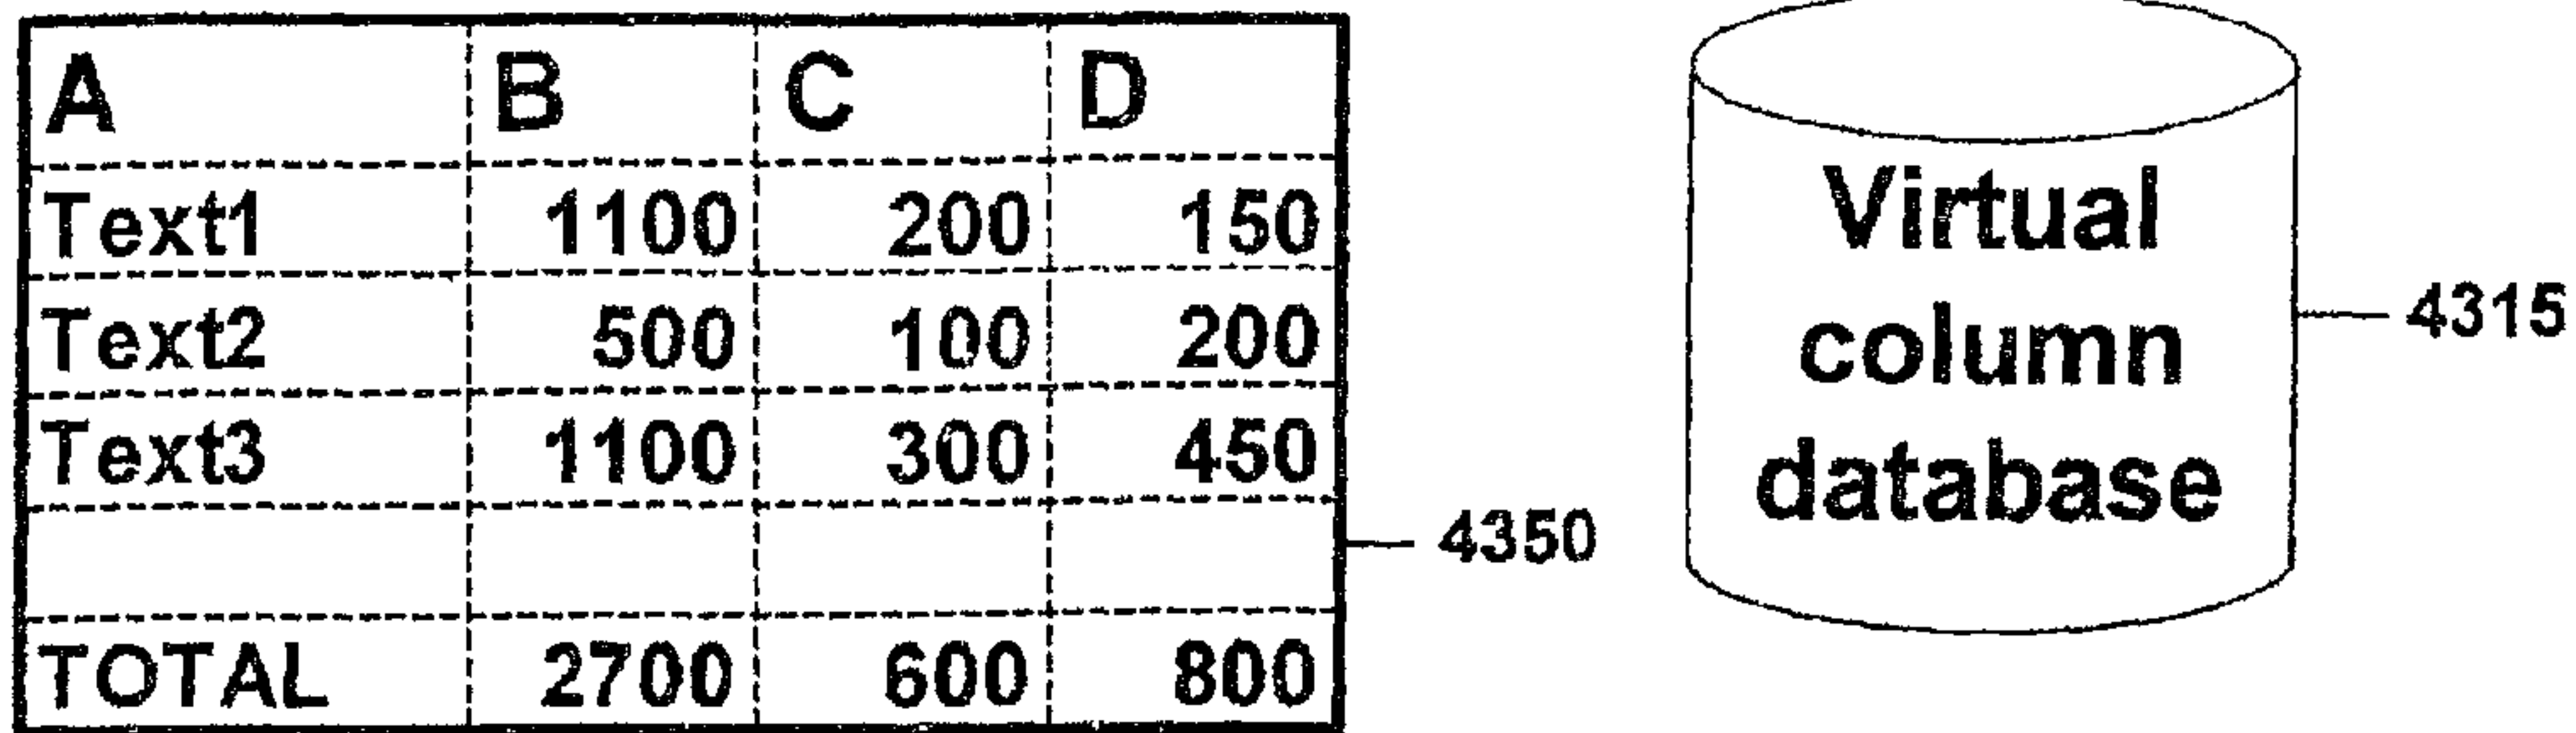 A B C D
Text1 1100 200 150
Text2 500 100 200
Text3 1100 300 450
TOTAL 2700 600 800
4350
Virtual
column
database
4315